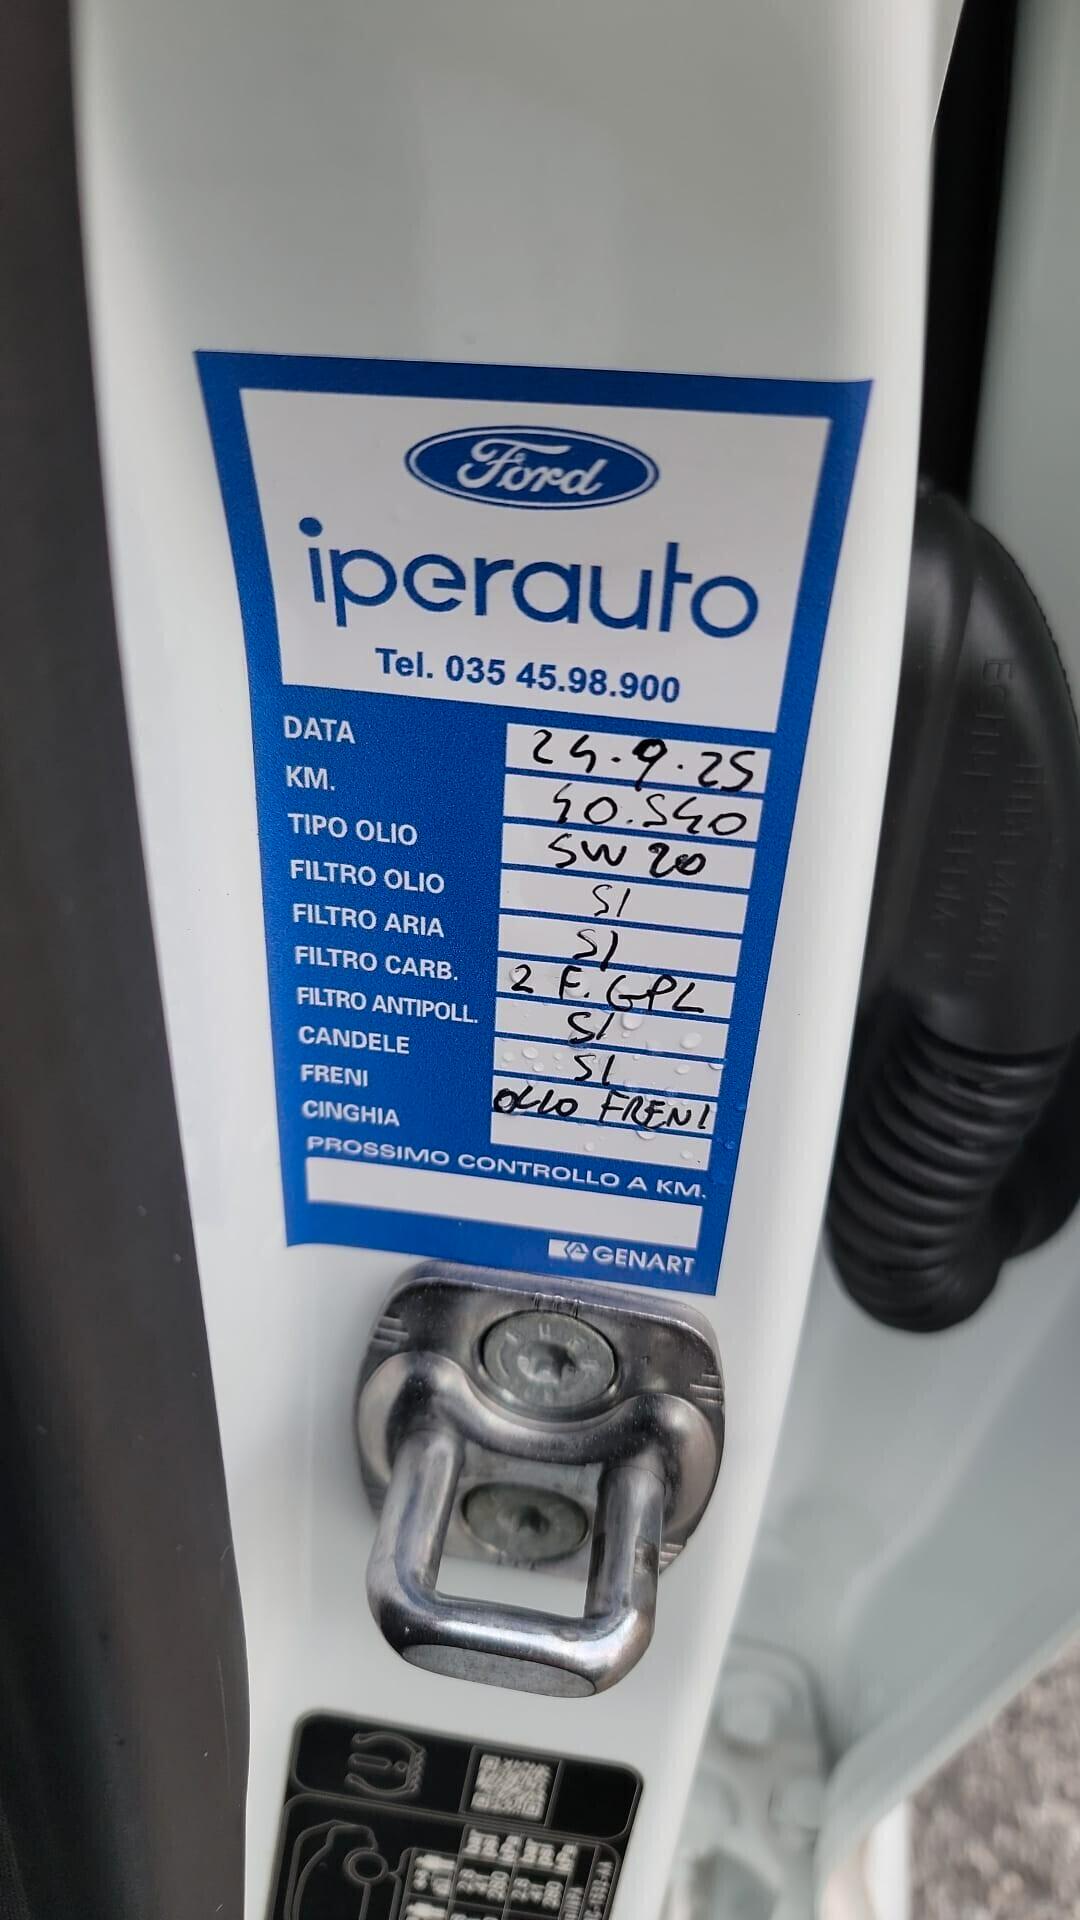 Ford
iperauto
Tel. 035 45.98.900
DATA 24.9.25
KM. 40.540
TIPO OLIO 5W20
FILTRO OLIO SI
FILTRO ARIA SI
FILTRO CARB. 2 F. GPL
FILTRO ANTIPOLL. SI
CANDELE SI
FRENI OLIO FRENI
CINGHIA
PROSSIMO CONTROLLO A KM.
GENART